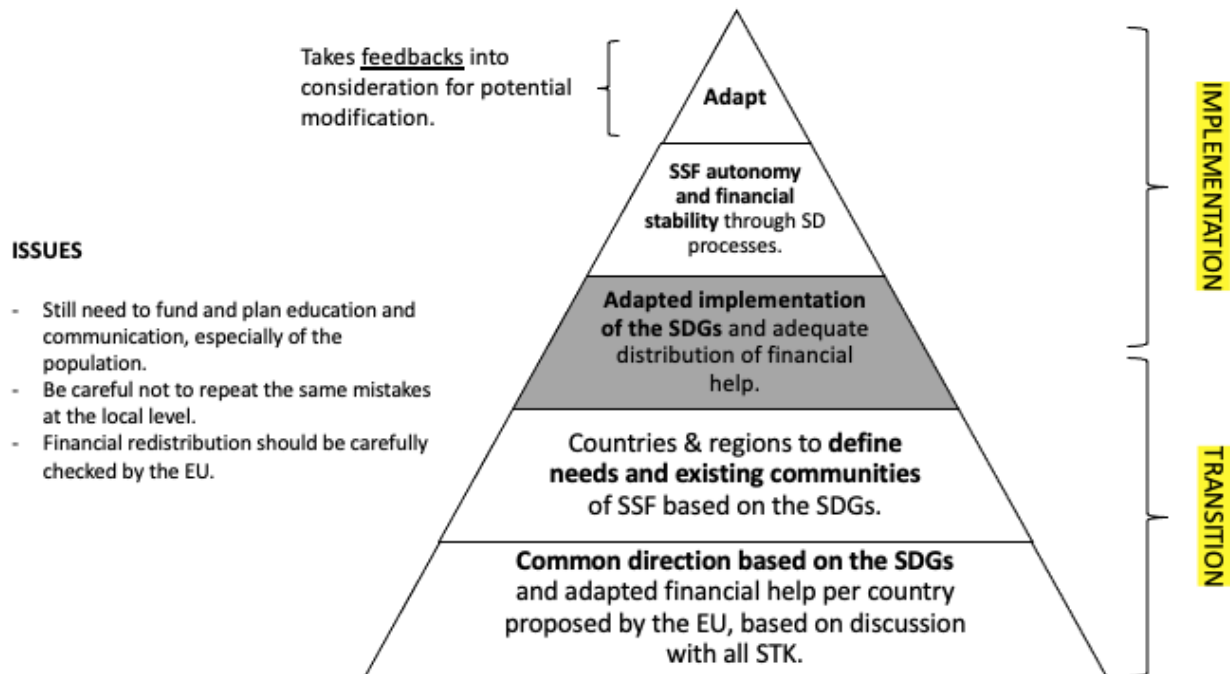 Takes feedbacks into
consideration for potential
modification.
Adapt
SSF autonomy
and financial
stability through SD
processes.
ISSUES
- Still need to fund and plan education and
communication, especially of the
population.
- Be careful not to repeat the same mistakes
at the local level.
- Financial redistribution should be carefully
checked by the EU.
Adapted implementation
of the SDGs and adequate
distribution of financial
help.
Countries & regions to define
needs and existing communities
of SSF based on the SDGs.
Common direction based on the SDGs
and adapted financial help per country
proposed by the EU, based on discussion
with all STK.
IMPLEMENTATION
TRANSITION